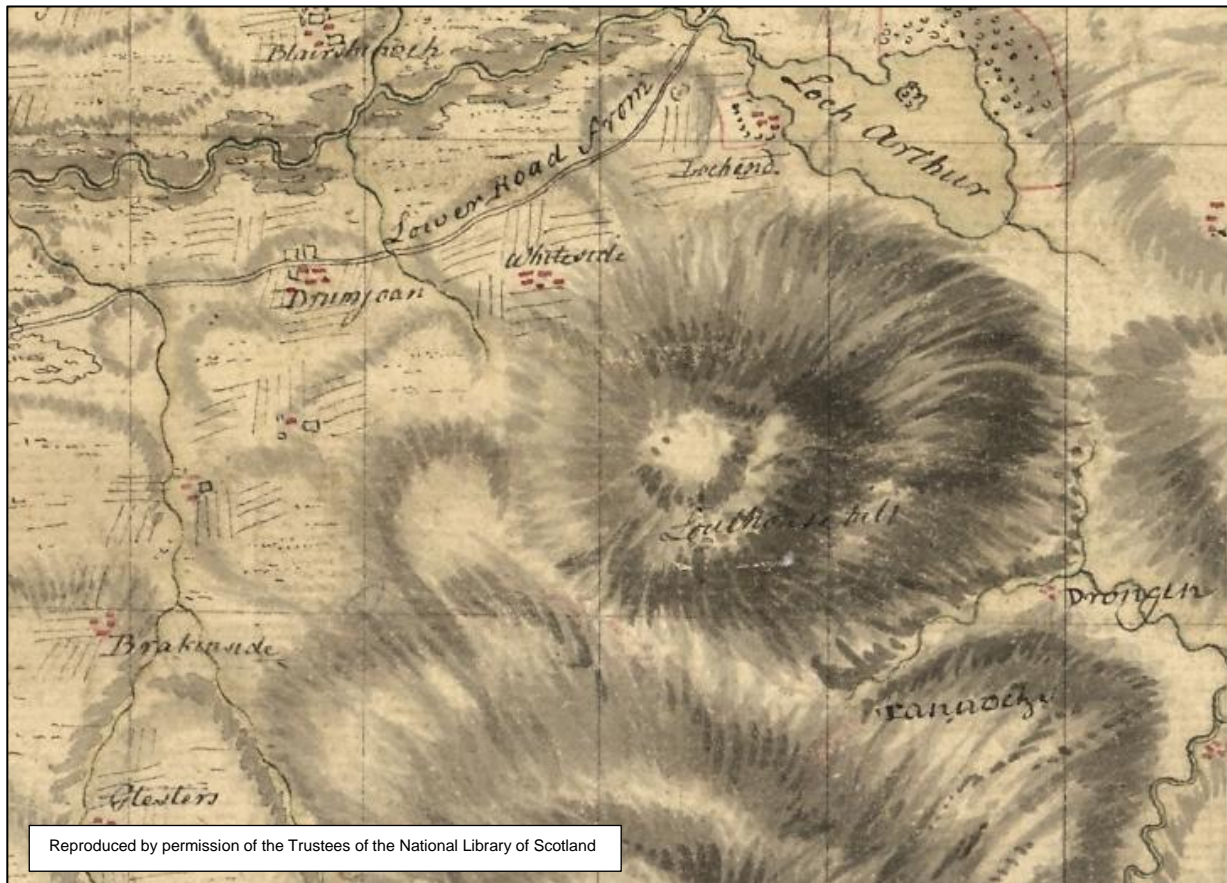 Blairshinoch
Loch Arthur
Lower Road from
Lochend
Whiteside
Drumjoan
Louthouse hill
Drongen
Brakinside
Glesters
Reproduced by permission of the Trustees of the National Library of Scotland